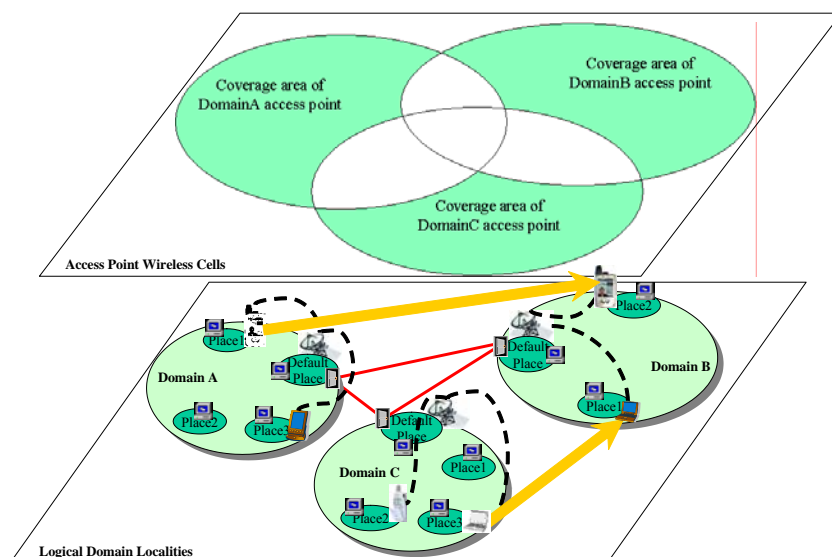 Coverage area of
DomainA access point
Coverage area of
DomainB access point
Coverage area of
DomainC access point
Access Point Wireless Cells
Place1
Default
Place
Domain A
Place2
Place3
Place2
Default
Place
Domain B
Place1
Default
Place
Domain C
Place1
Place2
Place3
Logical Domain Localities